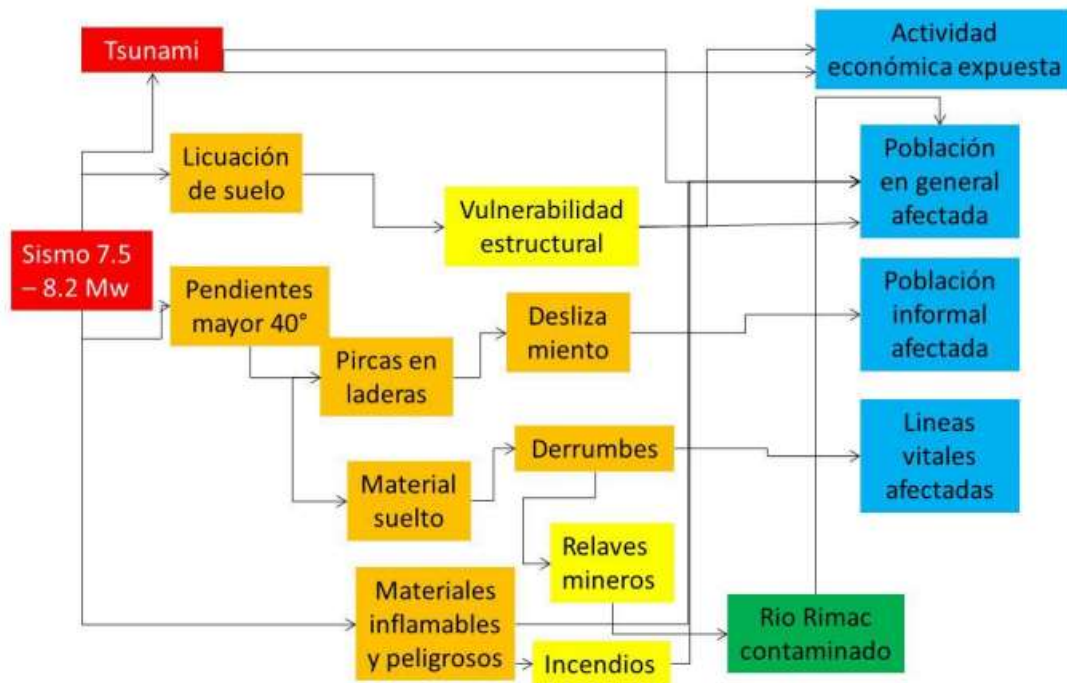 Tsunami
Actividad
económica expuesta
Licuación
de suelo
Población
en general
afectada
Vulnerabilidad
estructural
Sismo 7.5
– 8.2 Mw
Pendientes
mayor 40°
Desliza
miento
Población
informal
afectada
Pircas en
laderas
Derrumbes
Lineas
vitales
afectadas
Material
suelto
Relaves
mineros
Materiales
inflamables
y peligrosos
Rio Rimac
contaminado
Incendios